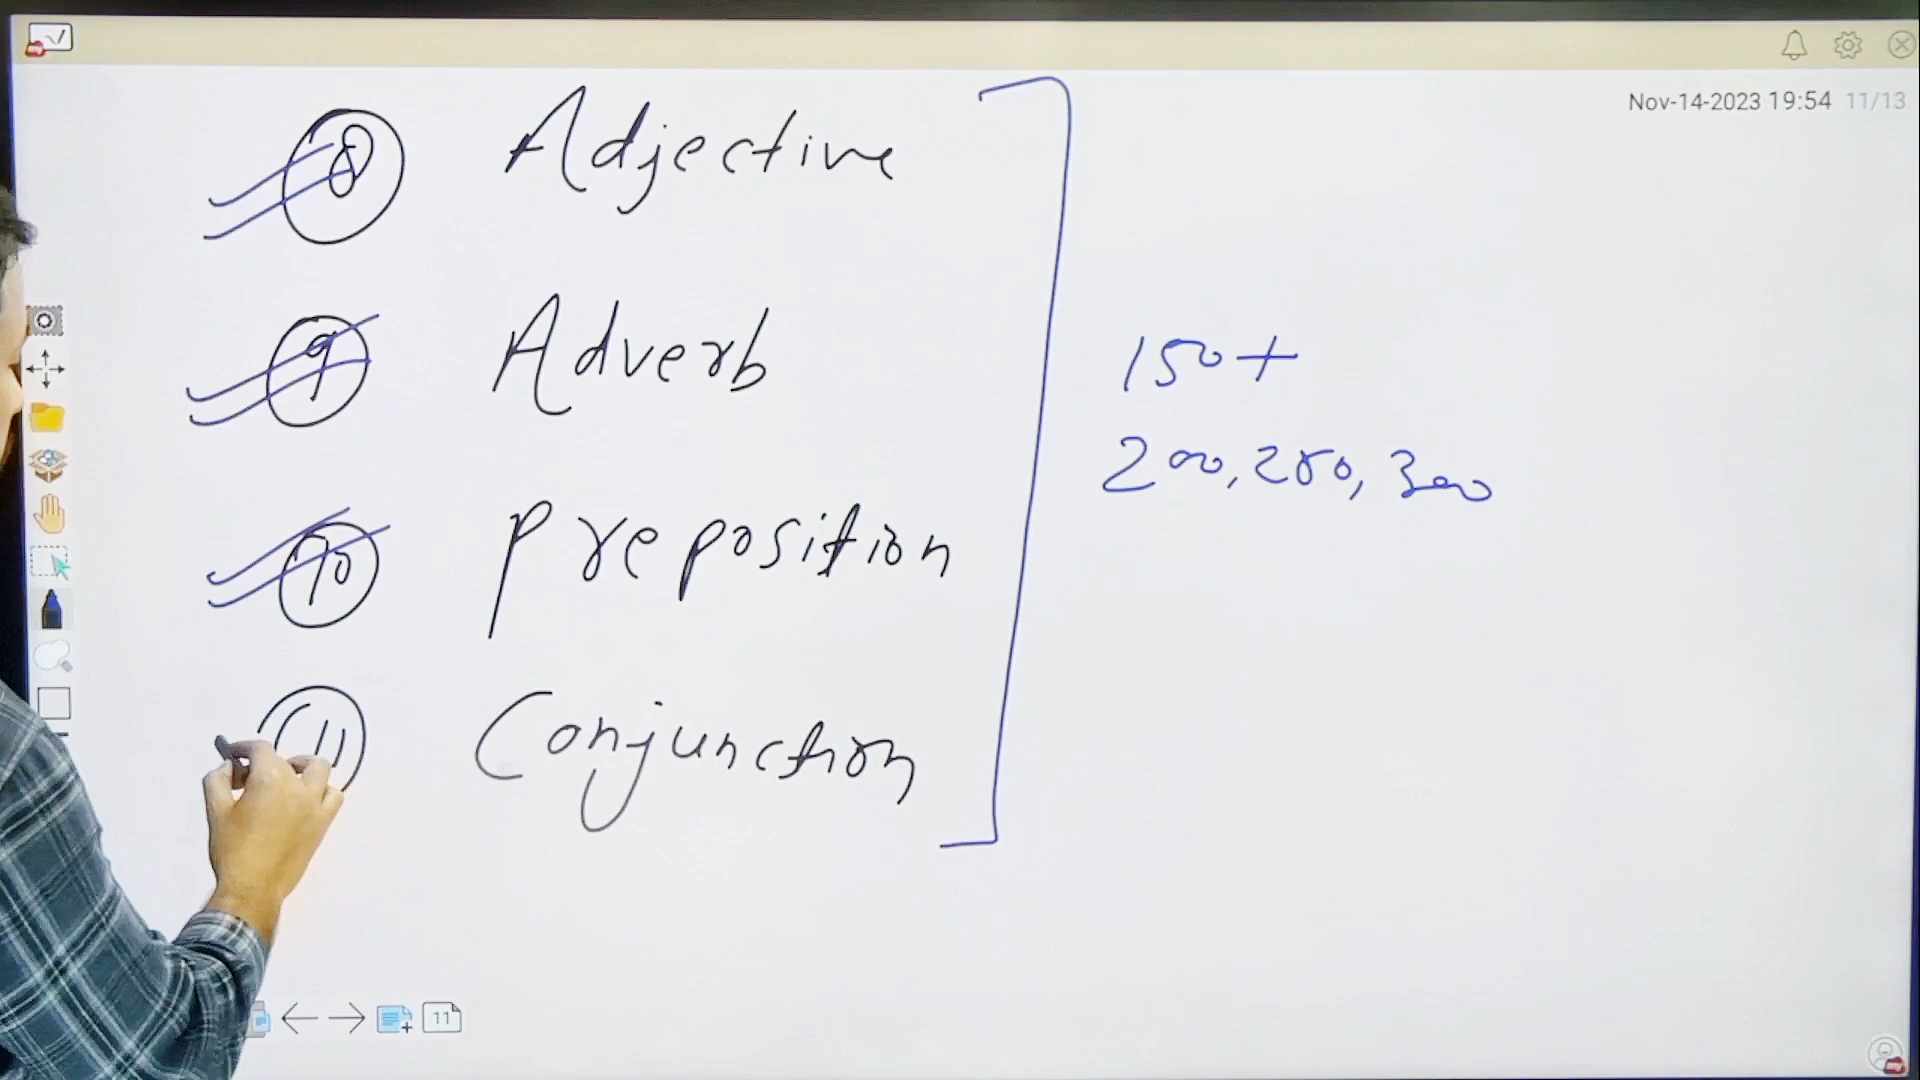 Nov-14-2023 19:54 11/13
8 Adjective
9 Adverb
10 Preposition
11 Conjunction
150+
200, 250, 300
11